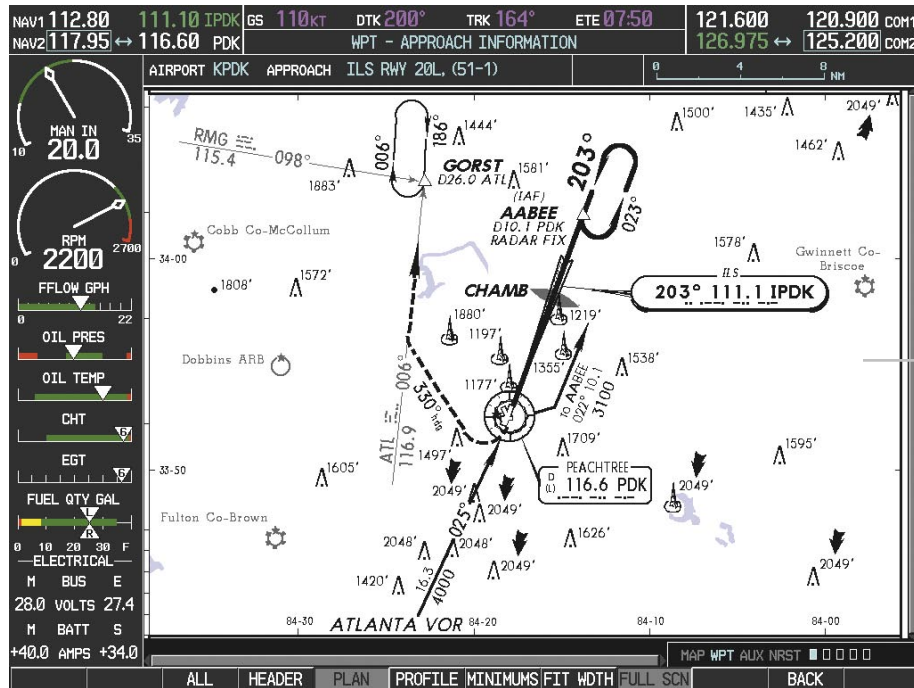 NAV1 112.80 111.10 IPDK
NAV2 117.95 ↔ 116.60 PDK
GS 110KT DTK 200° TRK 164° ETE 07:50
WPT - APPROACH INFORMATION
121.600 120.900 COM1
126.975 ↔ 125.200 COM2
AIRPORT KPDK APPROACH ILS RWY 20L, (51-1)
0 4 8 NM
MAN IN
10 20.0 35
RPM
0 2200 2700
FFLOW GPH
0 22
OIL PRES
OIL TEMP
CHT
6
EGT
6
FUEL QTY GAL
L
R
0 10 20 30 F
ELECTRICAL
M BUS E
28.0 VOLTS 27.4
M BATT S
+40.0 AMPS +34.0
RMG
115.4
098°
006°
186°
1444'
1883'
GORST
D26.0 ATL
1581'
(IAF)
AABEE
D10.1 PDK
RADAR FIX
203°
023°
1500'
1435'
2049'
1462'
Cobb Co-McCollum
34-00
1808'
1572'
1578'
Gwinnett Co-
Briscoe
ILS
203° 111.1 IPDK
CHAMB
1880'
1197'
1219'
1355'
1177'
1538'
Dobbins ARB
330° hdg
ATL
116.9
006°
to AABEE
022° 10.1
3100
1709'
1497'
1595'
33-50
1605'
PEACHTREE
D
(L)
116.6 PDK
2049'
2049'
2049'
Fulton Co-Brown
025°
2048'
2048'
1626'
2049'
2049'
1420'
16.3
4000
ATLANTA VOR
84-30 84-20 84-10 84-00
MAP WPT AUX NRST
ALL HEADER PLAN PROFILE MINIMUMS FIT WDTH FULL SCN BACK